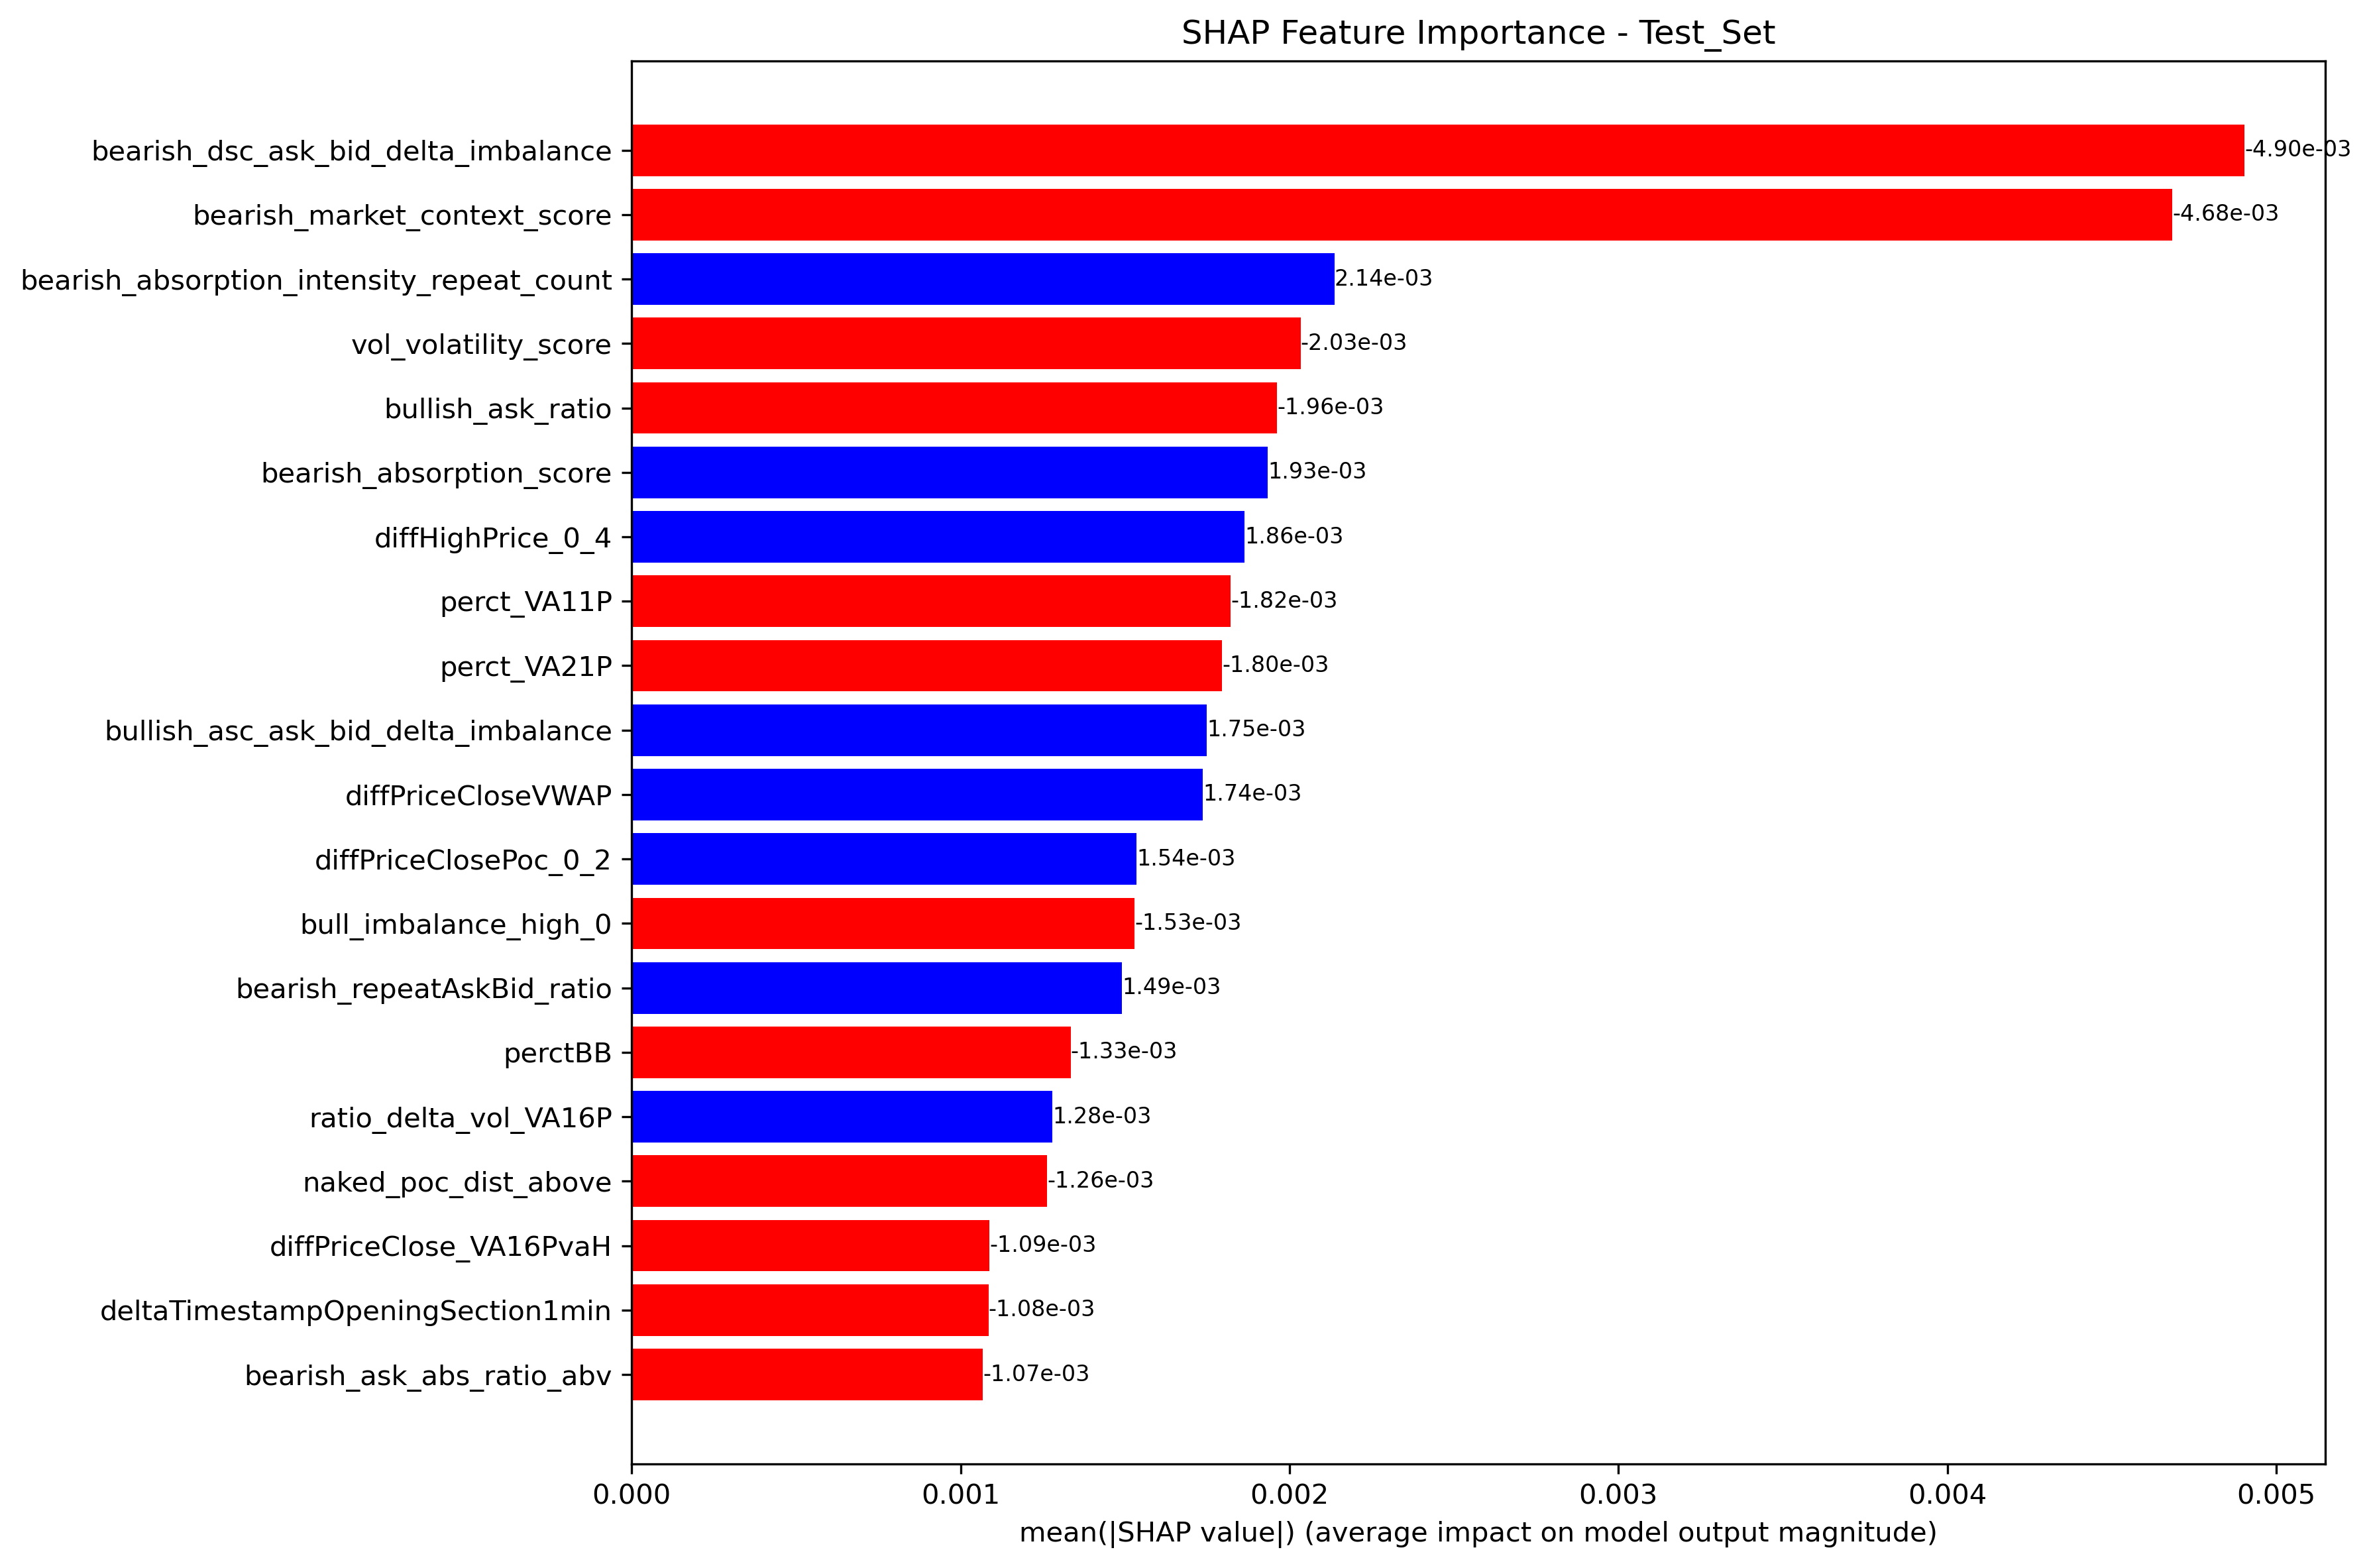 SHAP Feature Importance - Test_Set
bearish_dsc_ask_bid_delta_imbalance -4.90e-03
bearish_market_context_score -4.68e-03
bearish_absorption_intensity_repeat_count 2.14e-03
vol_volatility_score -2.03e-03
bullish_ask_ratio -1.96e-03
bearish_absorption_score 1.93e-03
diffHighPrice_0_4 1.86e-03
perct_VA11P -1.82e-03
perct_VA21P -1.80e-03
bullish_asc_ask_bid_delta_imbalance 1.75e-03
diffPriceCloseVWAP 1.74e-03
diffPriceClosePoc_0_2 1.54e-03
bull_imbalance_high_0 -1.53e-03
bearish_repeatAskBid_ratio 1.49e-03
perctBB -1.33e-03
ratio_delta_vol_VA16P 1.28e-03
naked_poc_dist_above -1.26e-03
diffPriceClose_VA16PvaH -1.09e-03
deltaTimestampOpeningSection1min -1.08e-03
bearish_ask_abs_ratio_abv -1.07e-03
0.000 0.001 0.002 0.003 0.004 0.005
mean(|SHAP value|) (average impact on model output magnitude)